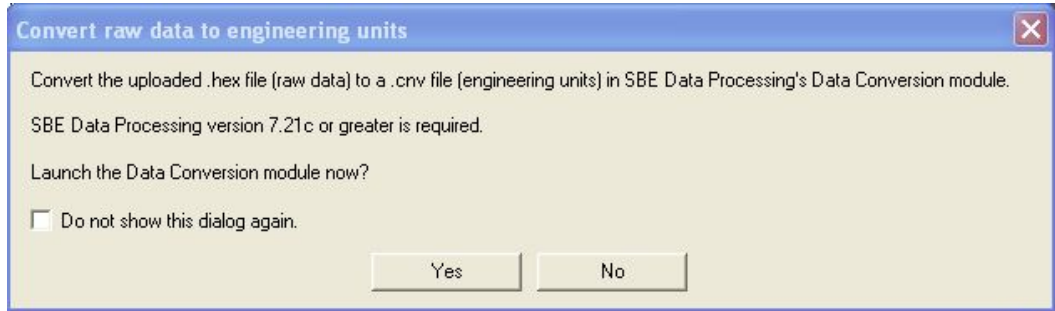 Convert raw data to engineering units
Convert the uploaded .hex file (raw data) to a .cnv file (engineering units) in SBE Data Processing's Data Conversion module.
SBE Data Processing version 7.21c or greater is required.
Launch the Data Conversion module now?
Do not show this dialog again.
Yes No